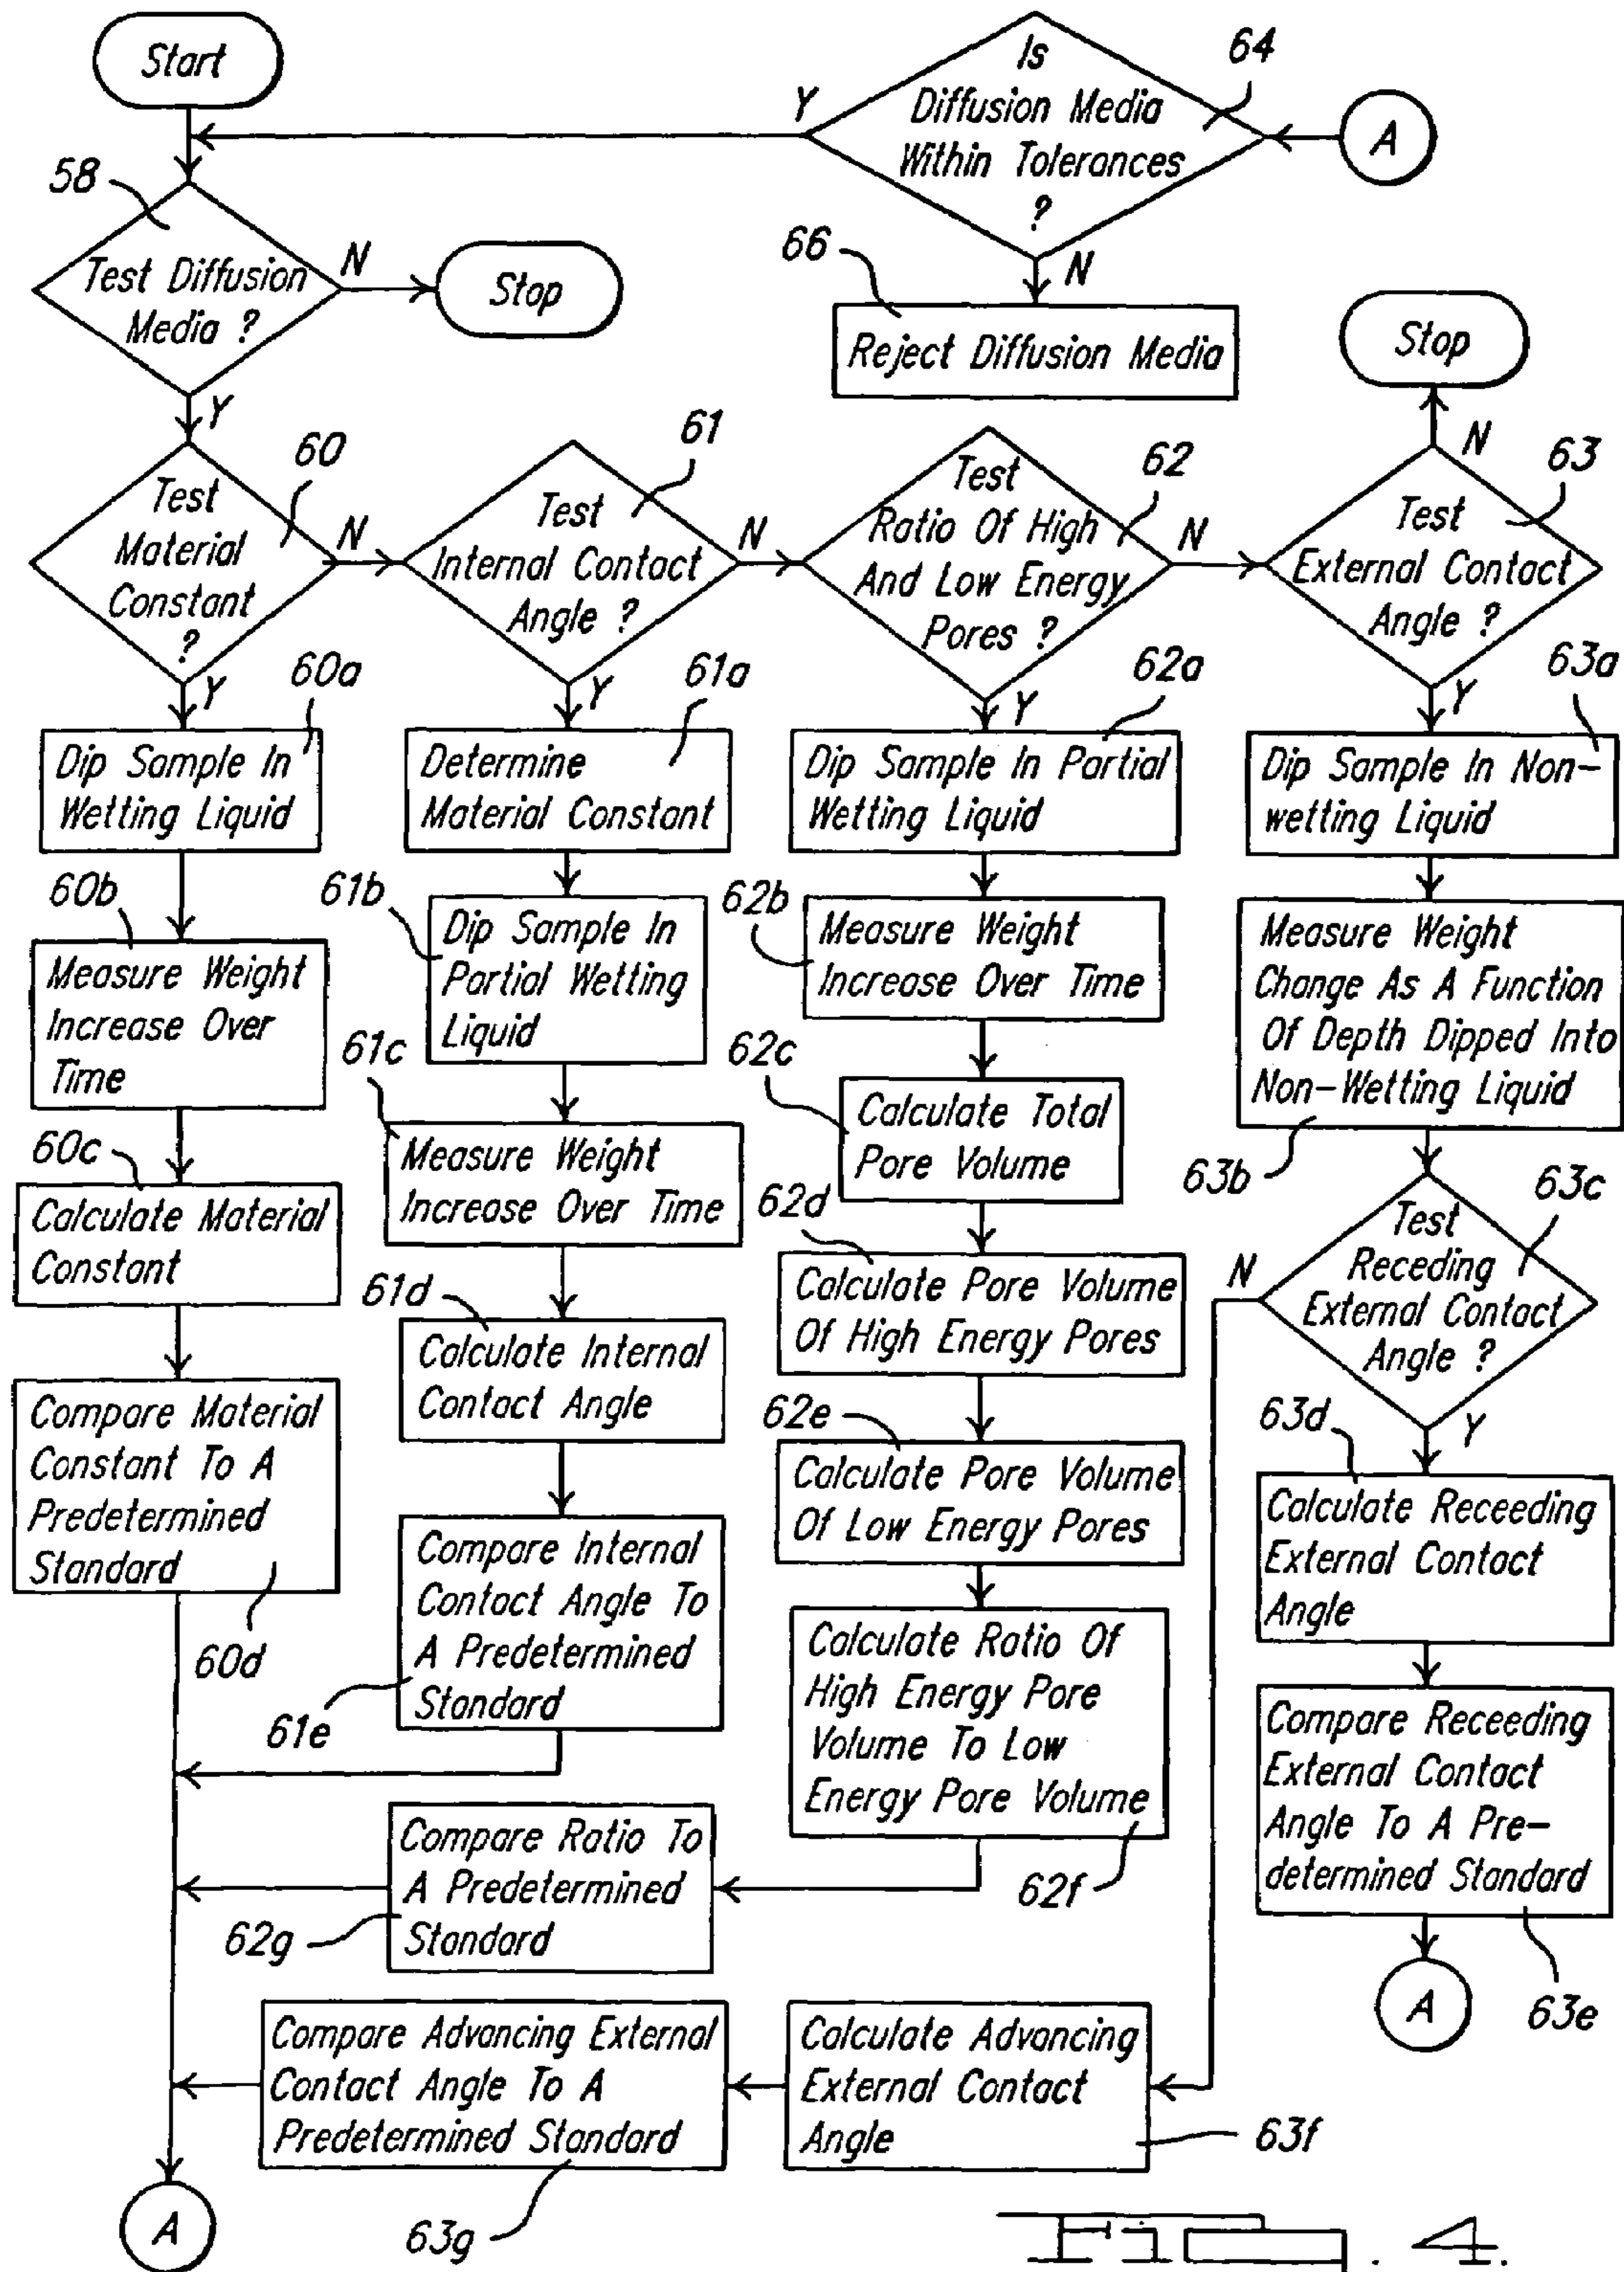 Start
Is
Diffusion Media
Within Tolerances
?
64
Y
A
58
Test Diffusion
Media ?
N
Stop
N
66
Reject Diffusion Media
Stop
Y
60
Test
Material
Constant
?
N
61
Test
Internal Contact
Angle ?
N
62
Test
Ratio Of High
And Low Energy
Pores ?
N
N
63
Test
External Contact
Angle ?
Y
60a
Dip Sample In
Wetting Liquid
60b
Measure Weight
Increase Over
Time
60c
Calculate Material
Constant
Compare Material
Constant To A
Predetermined
Standard
60d
Y
61a
Determine
Material Constant
61b
Dip Sample In
Partial Wetting
Liquid
61c
Measure Weight
Increase Over Time
61d
Calculate Internal
Contact Angle
Compare Internal
Contact Angle To
A Predetermined
Standard
61e
Y
62a
Dip Sample In Partial
Wetting Liquid
62b
Measure Weight
Increase Over Time
62c
Calculate Total
Pore Volume
62d
Calculate Pore Volume
Of High Energy Pores
62e
Calculate Pore Volume
Of Low Energy Pores
Calculate Ratio Of
High Energy Pore
Volume To Low
Energy Pore Volume
62f
Compare Ratio To
A Predetermined
Standard
62g
Y
63a
Dip Sample In Non-
wetting Liquid
Measure Weight
Change As A Function
Of Depth Dipped Into
Non-Wetting Liquid
63b
63c
Test
Receding
External Contact
Angle ?
N
Y
63d
Calculate Receeding
External Contact
Angle
Compare Receeding
External Contact
Angle To A Pre-
determined Standard
63e
A
Calculate Advancing
External Contact
Angle
63f
Compare Advancing External
Contact Angle To A
Predetermined Standard
63g
A
FIG. 4.